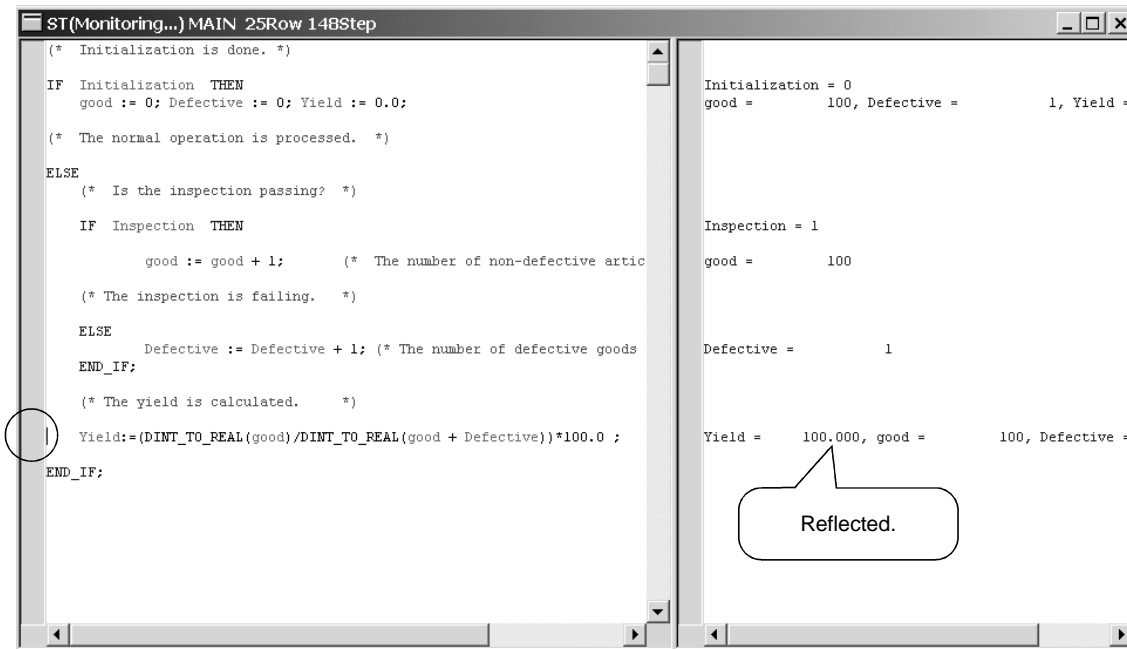 ST(Monitoring...) MAIN 25Row 148Step
(* Initialization is done. *)
IF Initialization THEN
good := 0; Defective := 0; Yield := 0.0;
(* The normal operation is processed. *)
ELSE
(* Is the inspection passing? *)
IF Inspection THEN
good := good + 1; (* The number of non-defective artic
(* The inspection is failing. *)
ELSE
Defective := Defective + 1; (* The number of defective goods
END_IF;
(* The yield is calculated. *)
Yield:=(DINT_TO_REAL(good)/DINT_TO_REAL(good + Defective))*100.0 ;
END_IF;
Initialization = 0
good = 100, Defective = 1, Yield =
Inspection = 1
good = 100
Defective = 1
Yield = 100.000, good = 100, Defective =
Reflected.